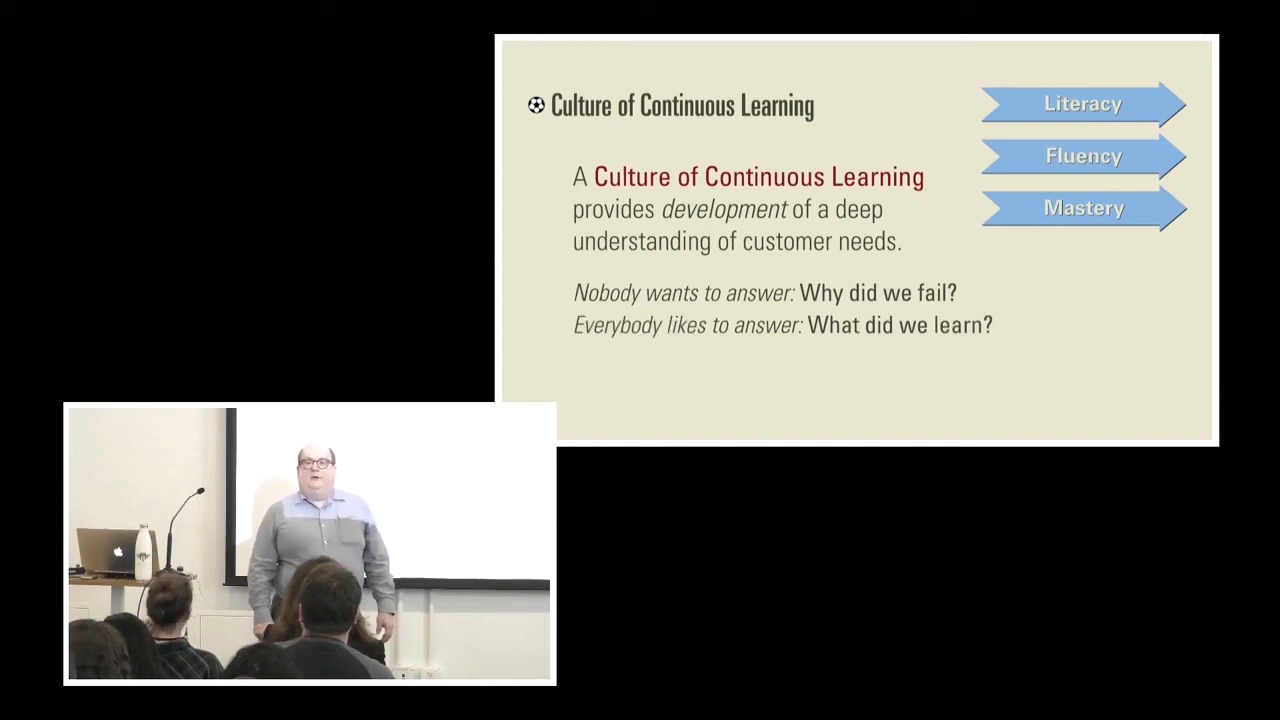 Culture of Continuous Learning
A Culture of Continuous Learning
provides development of a deep
understanding of customer needs.
Nobody wants to answer: Why did we fail?
Everybody likes to answer: What did we learn?
Literacy
Fluency
Mastery